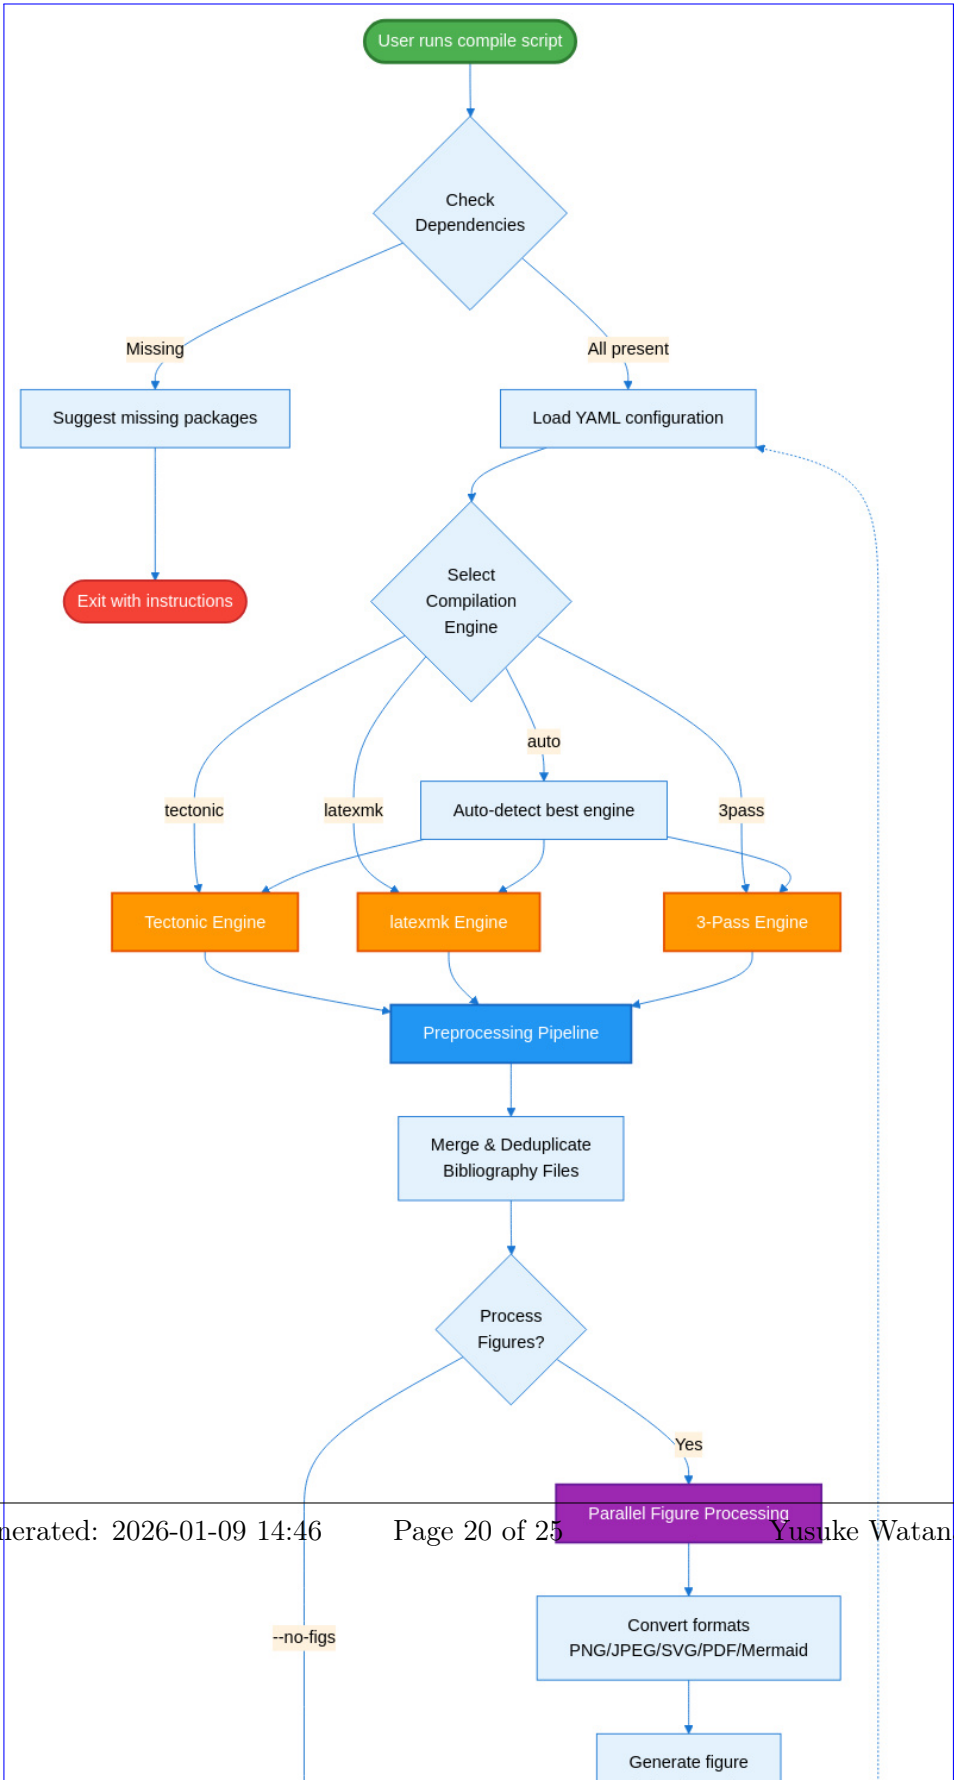 User runs compile script
Check
Dependencies
Missing
All present
Suggest missing packages
Load YAML configuration
Select
Compilation
Engine
Exit with instructions
auto
tectonic
latexmk
Auto-detect best engine
3pass
Tectonic Engine
latexmk Engine
3-Pass Engine
Preprocessing Pipeline
Merge & Deduplicate
Bibliography Files
Process
Figures?
Yes
Parallel Figure Processing
nerated: 2026-01-09 14:46
Page 20 of 25
Yusuke Watan
--no-figs
Convert formats
PNG/JPEG/SVG/PDF/Mermaid
Generate figure